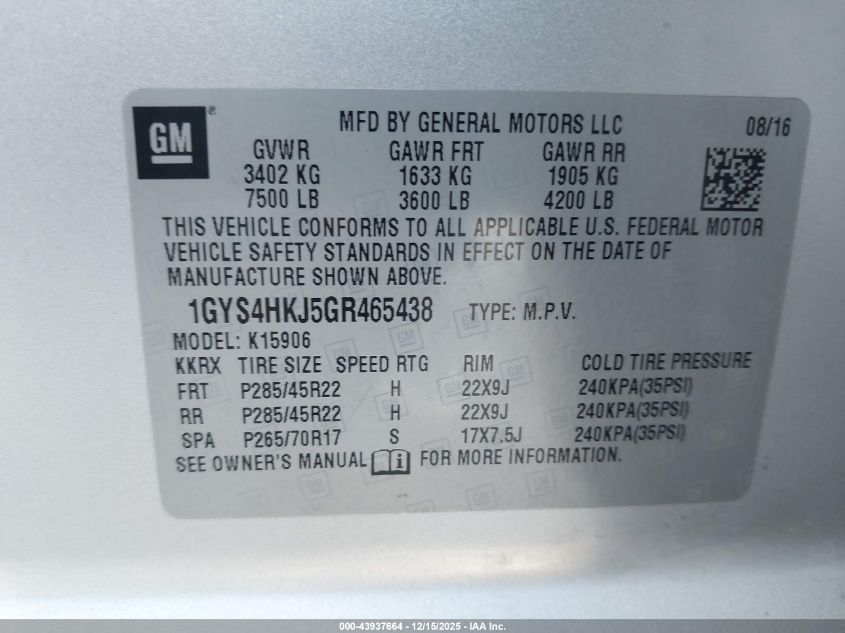 GM ®
MFD BY GENERAL MOTORS LLC 08/16
GVWR GAWR FRT GAWR RR
3402 KG 1633 KG 1905 KG
7500 LB 3600 LB 4200 LB
THIS VEHICLE CONFORMS TO ALL APPLICABLE U.S. FEDERAL MOTOR
VEHICLE SAFETY STANDARDS IN EFFECT ON THE DATE OF
MANUFACTURE SHOWN ABOVE.
1GYS4HKJ5GR465438 TYPE: M.P.V.
MODEL: K15906
KKRX TIRE SIZE SPEED RTG RIM COLD TIRE PRESSURE
FRT P285/45R22 H 22X9J 240KPA(35PSI)
RR P285/45R22 H 22X9J 240KPA(35PSI)
SPA P265/70R17 S 17X7.5J 240KPA(35PSI)
SEE OWNER'S MANUAL i FOR MORE INFORMATION.
000-43937664 - 12/15/2025 - IAA Inc.